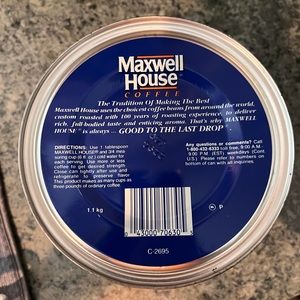 Maxwell
House
COFFEE
The Tradition Of Making The Best
Maxwell House uses the choicest coffee beans from around the world,
custom roasted with 100 years of roasting experience, to deliver
rich, full-bodied taste and enticing aroma. That's why MAXWELL
HOUSE® is always ... GOOD TO THE LAST DROP®
DIRECTIONS: Use 1 tablespoon
MAXWELL HOUSE® and 3/4 mea-
suring cup (6 fl. oz.) cold water for
each serving. Use more or less
coffee to get desired strength.
Close can tightly after use and
refrigerate to preserve flavor.
This product makes as many cups as
three pounds of ordinary coffee.
Any questions or comments? Call
1-800-432-6333 toll free, 9:00 A.M. -
9:00 P.M. (EST) weekdays (Cont.
U.S.). Please refer to numbers on
bottom of can with all inquiries.
1.1 kg
43000 70630
P
C-2695